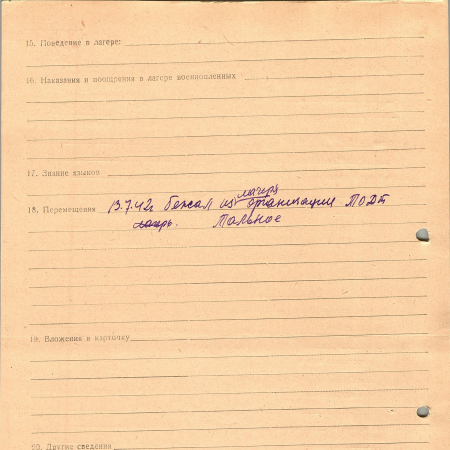 15. Поведение в лагере:
16. Наказания и поощрения в лагере военнопленных
17. Знание языков
лагеря
18. Перемещения 13.7.42г бежал из организации ТОДТ
лагерь. Тальное
19. Вложения в карточку
20. Другие сведения